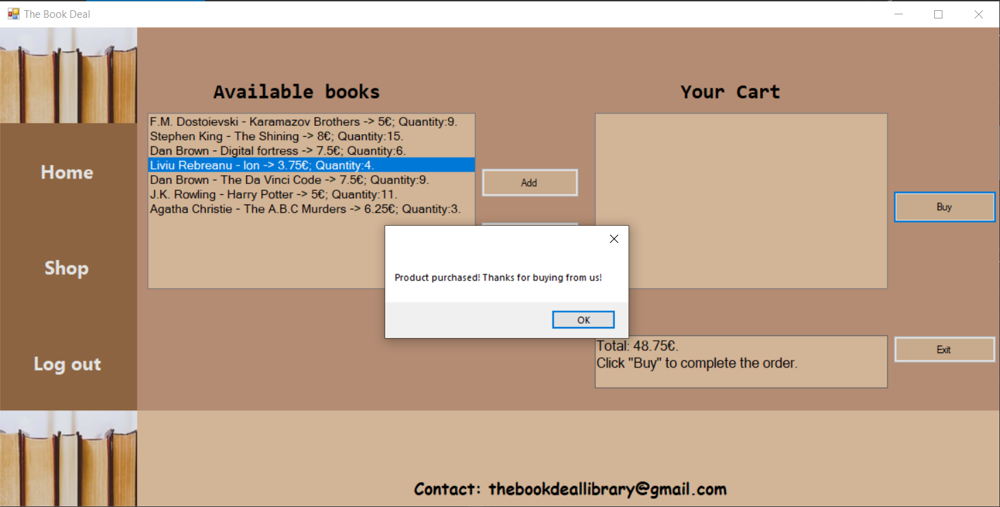 The Book Deal
Available books
Your Cart
F.M. Dostoievski - Karamazov Brothers -> 5€; Quantity:9.
Stephen King - The Shining -> 8€; Quantity:15.
Dan Brown - Digital fortress -> 7.5€; Quantity:6.
Liviu Rebreanu - Ion -> 3.75€; Quantity:4.
Dan Brown - The Da Vinci Code -> 7.5€; Quantity:9.
J.K. Rowling - Harry Potter -> 5€; Quantity:11.
Agatha Christie - The A.B.C Murders -> 6.25€; Quantity:3.
Home
Shop
Log out
Add
Buy
Product purchased! Thanks for buying from us!
OK
Total: 48.75€.
Click "Buy" to complete the order.
Exit
Contact: thebookdeallibrary@gmail.com